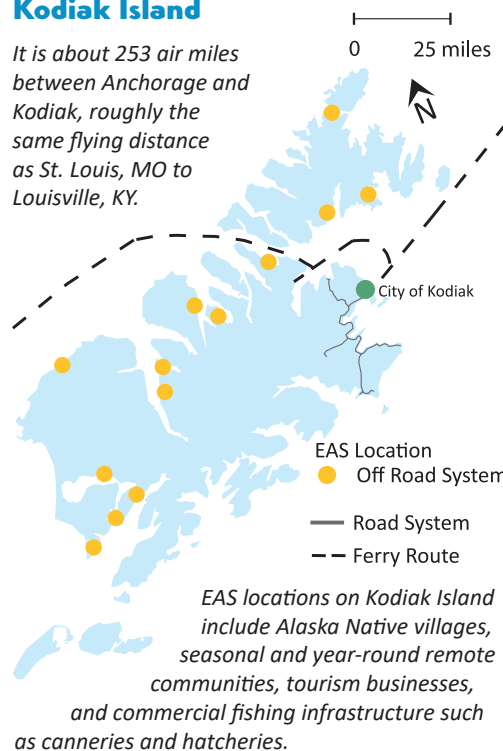 Kodiak Island
It is about 253 air miles
between Anchorage and
Kodiak, roughly the
same flying distance
as St. Louis, MO to
Louisville, KY.
0 25 miles
N
City of Kodiak
EAS Location
Off Road System
Road System
Ferry Route
EAS locations on Kodiak Island
include Alaska Native villages,
seasonal and year-round remote
communities, tourism businesses,
and commercial fishing infrastructure such
as canneries and hatcheries.